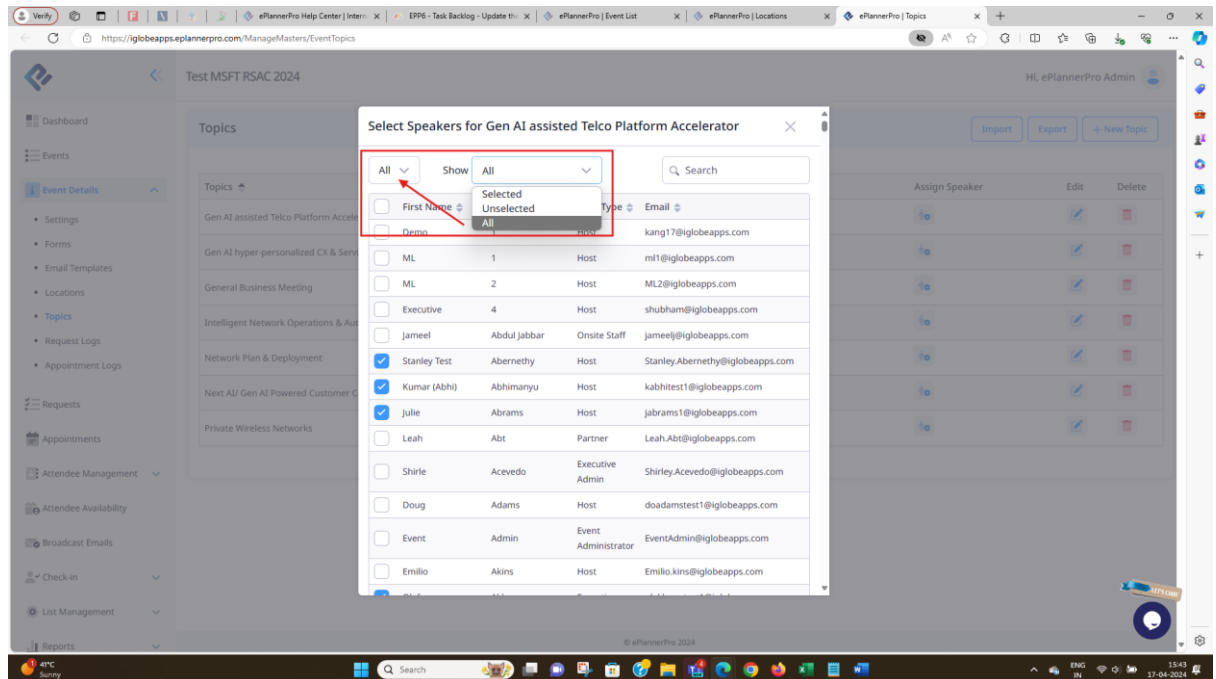 Verify
ePlannerPro Help Center | Intern
EPP6 - Task Backlog - Update the
ePlannerPro | Event List
ePlannerPro | Locations
ePlannerPro | Topics
https://iglobeapps.eplannerpro.com/ManageMasters/EventTopics
Test MSFT RSAC 2024
Hi, ePlannerPro Admin
Dashboard
Events
Event Details
Settings
Forms
Email Templates
Locations
Topics
Request Logs
Appointment Logs
Requests
Appointments
Attendee Management
Attendee Availability
Broadcast Emails
Check-in
List Management
Reports
Topics
Import Export +New Topic
Topics Assign Speaker Edit Delete
Gen AI assisted Telco Platform Accele
Gen AI hyper-personalized CX & Servi
General Business Meeting
Intelligent Network Operations & Aut
Network Plan & Deployment
Next AI/ Gen AI Powered Customer C
Private Wireless Networks
Select Speakers for Gen AI assisted Telco Platform Accelerator
All Show All Search
Selected
Unselected
All
First Name Type Email
Demo 1 Host kang17@iglobeapps.com
ML 1 Host ml1@iglobeapps.com
ML 2 Host ML2@iglobeapps.com
Executive 4 Host shubham@iglobeapps.com
Jameel Abdul Jabbar Onsite Staff jameelj@iglobeapps.com
Stanley Test Abernethy Host Stanley.Abernethy@iglobeapps.com
Kumar (Abhi) Abhimanyu Host kabhitest1@iglobeapps.com
Julie Abrams Host jabrams1@iglobeapps.com
Leah Abt Partner Leah.Abt@iglobeapps.com
Shirle Acevedo Executive Admin Shirley.Acevedo@iglobeapps.com
Doug Adams Host doadamstest1@iglobeapps.com
Event Admin Event Administrator EventAdmin@iglobeapps.com
Emilio Akins Host Emilio.kins@iglobeapps.com
© ePlannerPro 2024
41°C
Sunny
Search
ENG
IN
15:43
17-04-2024